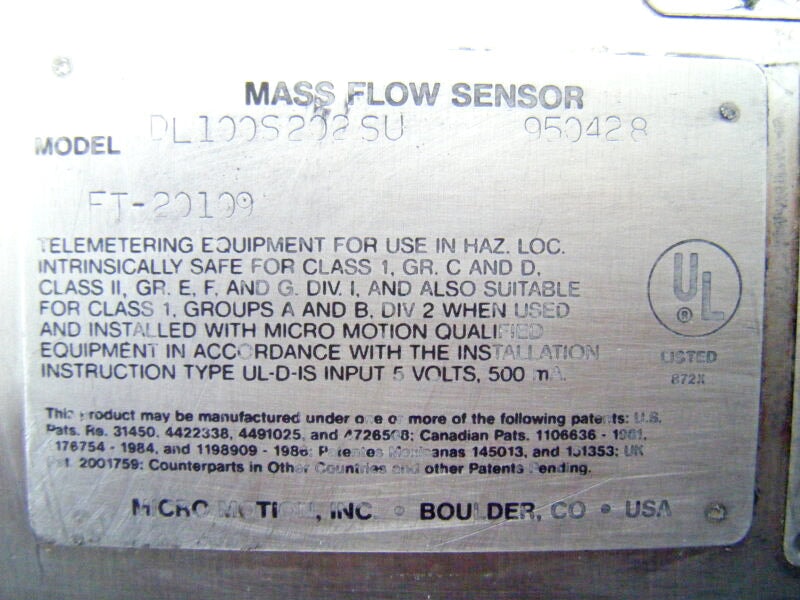 MASS FLOW SENSOR
MODEL DL100S202SU 950428
FT-20109
TELEMETERING EQUIPMENT FOR USE IN HAZ. LOC.
INTRINSICALLY SAFE FOR CLASS 1, GR. C AND D,
CLASS II, GR. E, F, AND G. DIV. I, AND ALSO SUITABLE
FOR CLASS 1, GROUPS A AND B, DIV 2 WHEN USED
AND INSTALLED WITH MICRO MOTION QUALIFIED
EQUIPMENT IN ACCORDANCE WITH THE INSTALLATION
INSTRUCTION TYPE UL-D-IS INPUT 5 VOLTS, 500 mA.
UL
®
LISTED
872X
This product may be manufactured under one or more of the following patents: U.S.
Pats. Re. 31450, 4422338, 4491025, and 4726508; Canadian Pats. 1106636 - 1981,
176754 - 1984, and 1198909 - 1986; Patentes Mexicanas 145013, and 151353; UK
Pat. 2001759; Counterparts in Other Countries and other Patents Pending.
MICRO MOTION, INC. • BOULDER, CO • USA